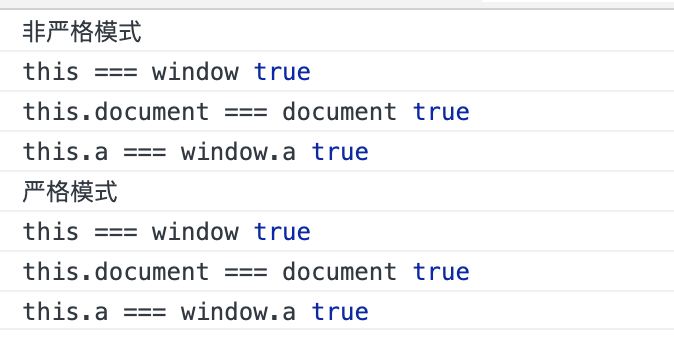 非严格模式
this === window true
this.document === document true
this.a === window.a true
严格模式
this === window true
this.document === document true
this.a === window.a true